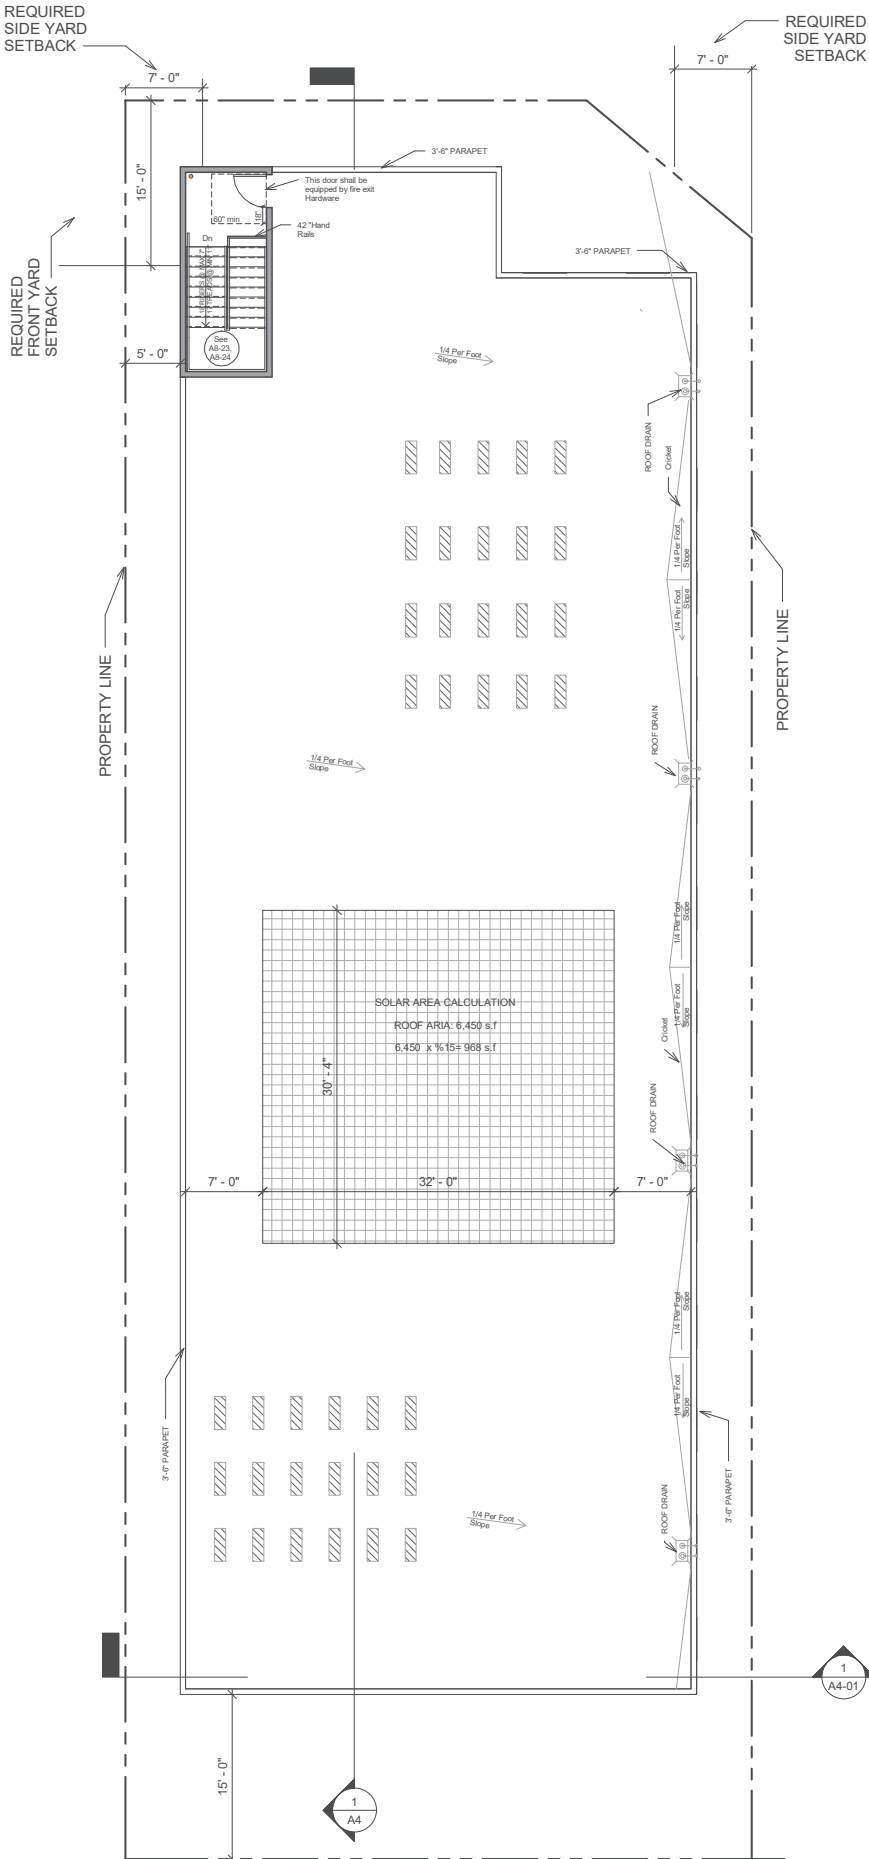 REQUIRED
SIDE YARD
SETBACK
REQUIRED
SIDE YARD
SETBACK
7' - 0"
7' - 0"
15' - 0"
3'-6" PARAPET
This door shall be
equipped by fire exit
Hardware
60" min
18"
42 "Hand
Rails
Dn
3'-6" PARAPET
REQUIRED
FRONT YARD
SETBACK
See
A8-23,
A8-24
5' - 0"
1/4 Per Foot
Slope
ROOF DRAIN
Cricket
1/4 Per Foot
Slope
1/4 Per Foot
Slope
PROPERTY LINE
PROPERTY LINE
ROOF DRAIN
1/4 Per Foot
Slope
1/4 Per Foot
Slope
SOLAR AREA CALCULATION
ROOF ARIA: 6,450 s.f
6,450 x %15= 968 s.f
1/4 Per Foot
Slope
Cricket
30' - 4"
ROOF DRAIN
7' - 0"
32' - 0"
7' - 0"
1/4 Per Foot
Slope
1/4 Per Foot
Slope
3'-6" PARAPET
3'-6" PARAPET
ROOF DRAIN
1/4 Per Foot
Slope
1
A4-01
15' - 0"
1
A4